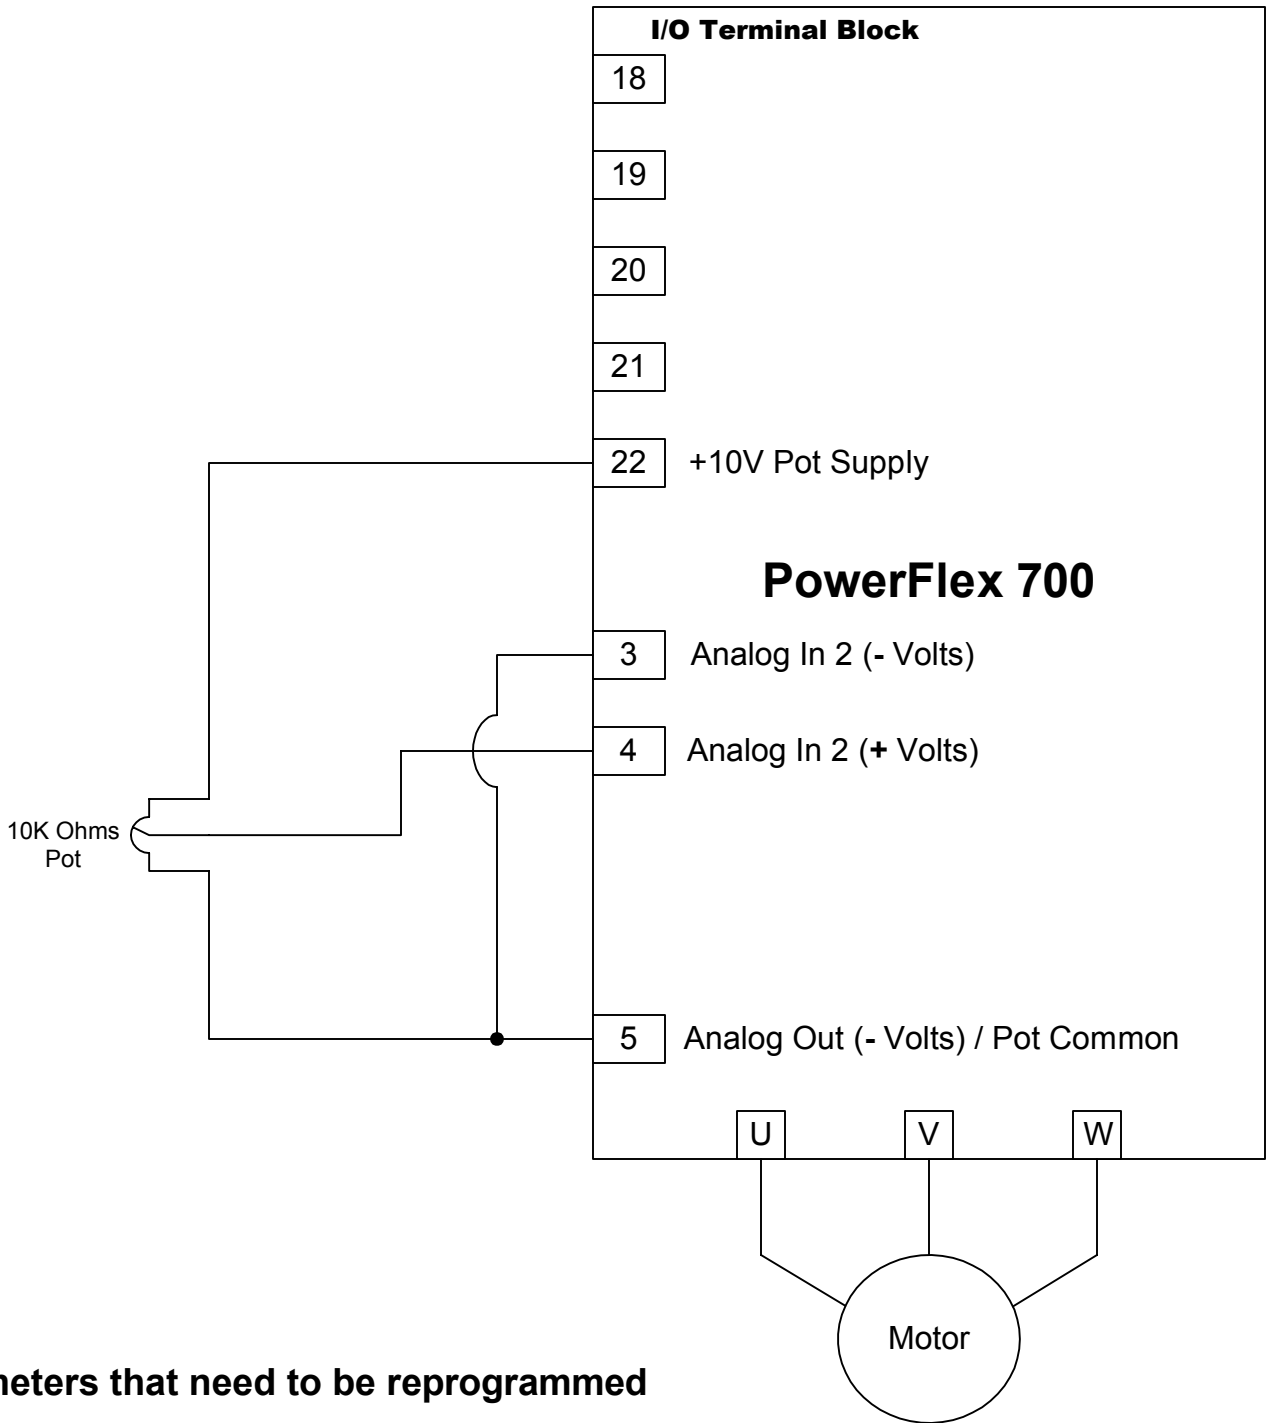 I/O Terminal Block
18
19
20
21
22 +10V Pot Supply
PowerFlex 700
3 Analog In 2 (- Volts)
4 Analog In 2 (+ Volts)
10K Ohms
Pot
5 Analog Out (- Volts) / Pot Common
U V W
Motor
that need to be reprogrammed